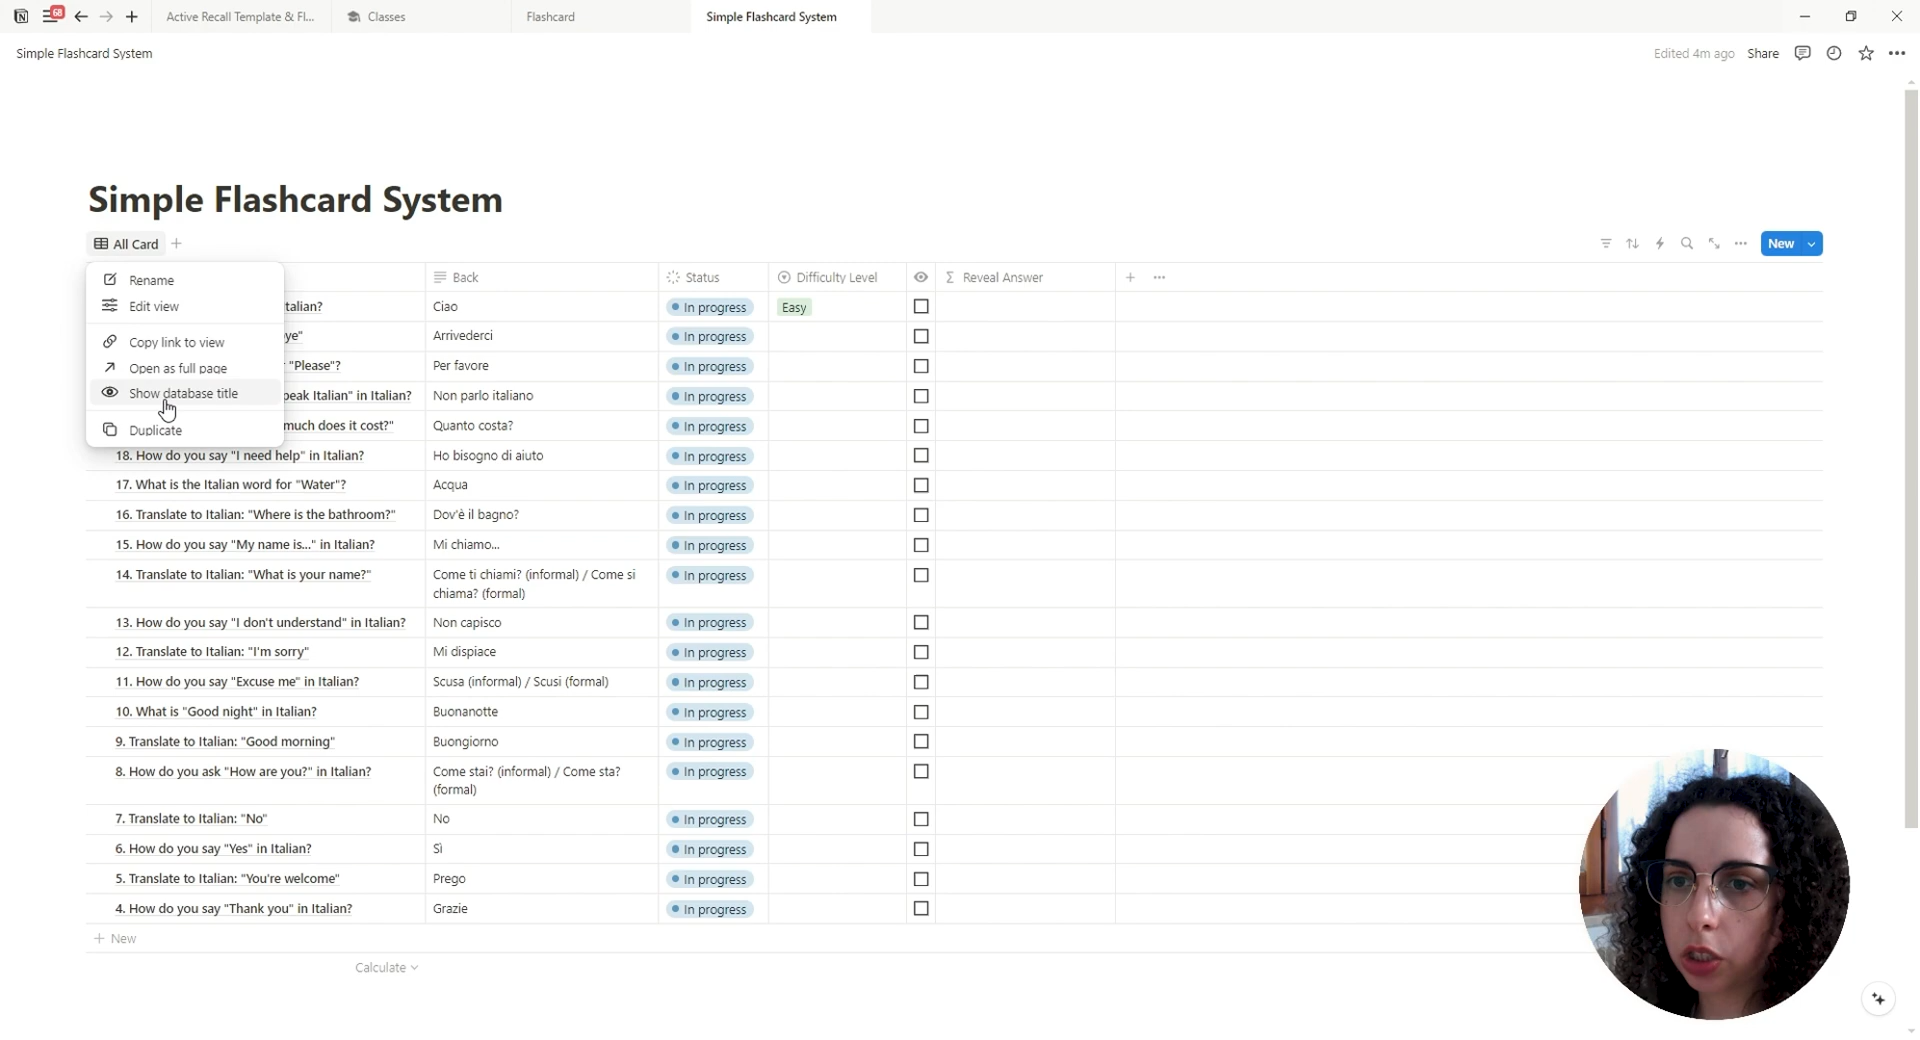 68
Active Recall Template & Fl...
Classes
Flashcard
Simple Flashcard System
Simple Flashcard System
Edited 4m ago
Share
Simple Flashcard System
All Card
New
Rename
Edit view
Copy link to view
Open as full page
Show database title
Duplicate
Back
Status
Difficulty Level
Σ Reveal Answer
talian?
Ciao
In progress
Easy
ye"
Arrivederci
In progress
"Please"?
Per favore
In progress
peak Italian" in Italian?
Non parlo italiano
In progress
much does it cost?"
Quanto costa?
In progress
18. How do you say "I need help" in Italian?
Ho bisogno di aiuto
In progress
17. What is the Italian word for "Water"?
Acqua
In progress
16. Translate to Italian: "Where is the bathroom?"
Dov'è il bagno?
In progress
15. How do you say "My name is..." in Italian?
Mi chiamo...
In progress
14. Translate to Italian: "What is your name?"
Come ti chiami? (informal) / Come si
chiama? (formal)
In progress
13. How do you say "I don't understand" in Italian?
Non capisco
In progress
12. Translate to Italian: "I'm sorry"
Mi dispiace
In progress
11. How do you say "Excuse me" in Italian?
Scusa (informal) / Scusi (formal)
In progress
10. What is "Good night" in Italian?
Buonanotte
In progress
9. Translate to Italian: "Good morning"
Buongiorno
In progress
8. How do you ask "How are you?" in Italian?
Come stai? (informal) / Come sta?
(formal)
In progress
7. Translate to Italian: "No"
No
In progress
6. How do you say "Yes" in Italian?
Sì
In progress
5. Translate to Italian: "You're welcome"
Prego
In progress
4. How do you say "Thank you" in Italian?
Grazie
In progress
New
Calculate